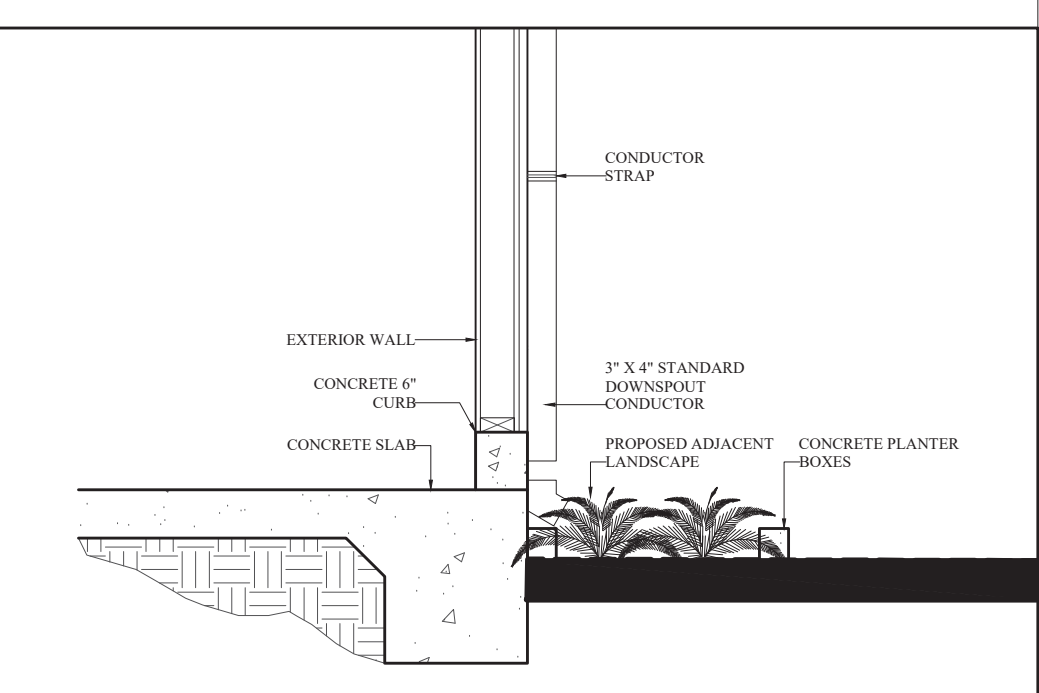 CONDUCTOR
STRAP
EXTERIOR WALL
CONCRETE 6"
CURB
3" X 4" STANDARD
DOWNSPOUT
CONDUCTOR
CONCRETE SLAB
PROPOSED ADJACENT
LANDSCAPE
CONCRETE PLANTER
BOXES